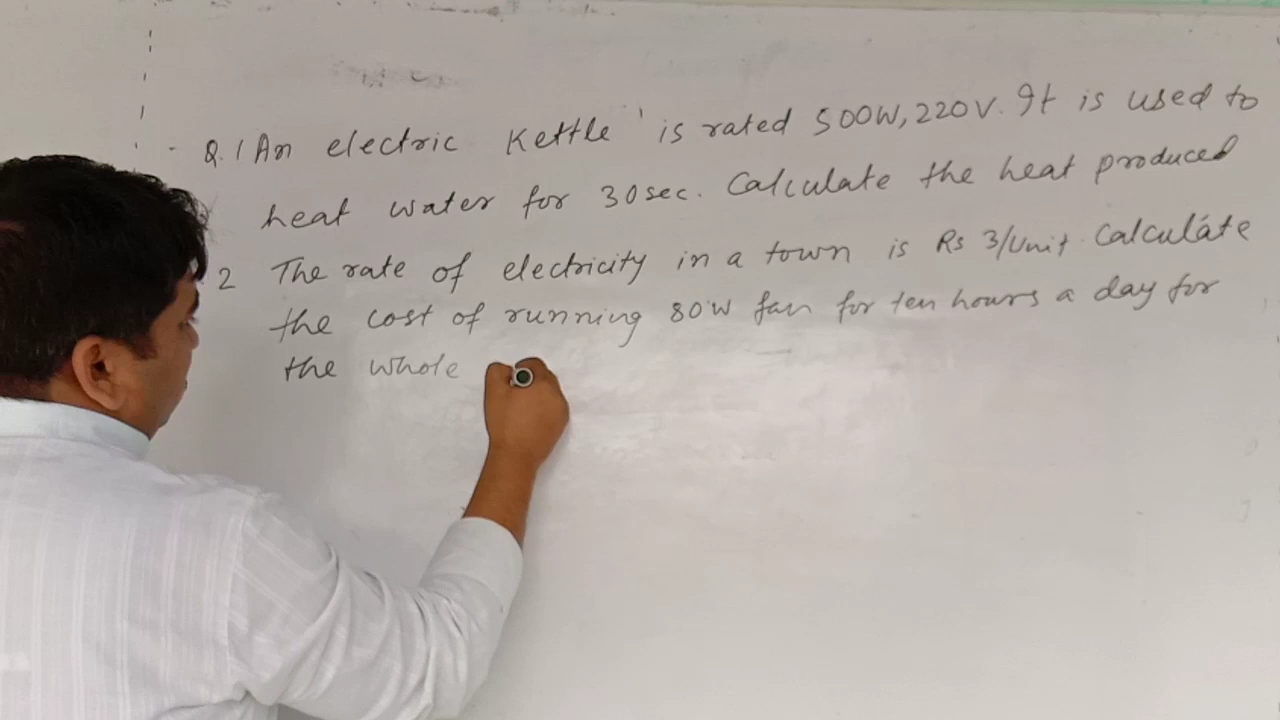 Q.1 An electric Kettle is rated 500W, 220V. It is used to
heat water for 30sec. Calculate the heat produced
2 The rate of electricity in a town is Rs 3/Unit. Calculate
the cost of running 80W fan for ten hours a day for
the whole